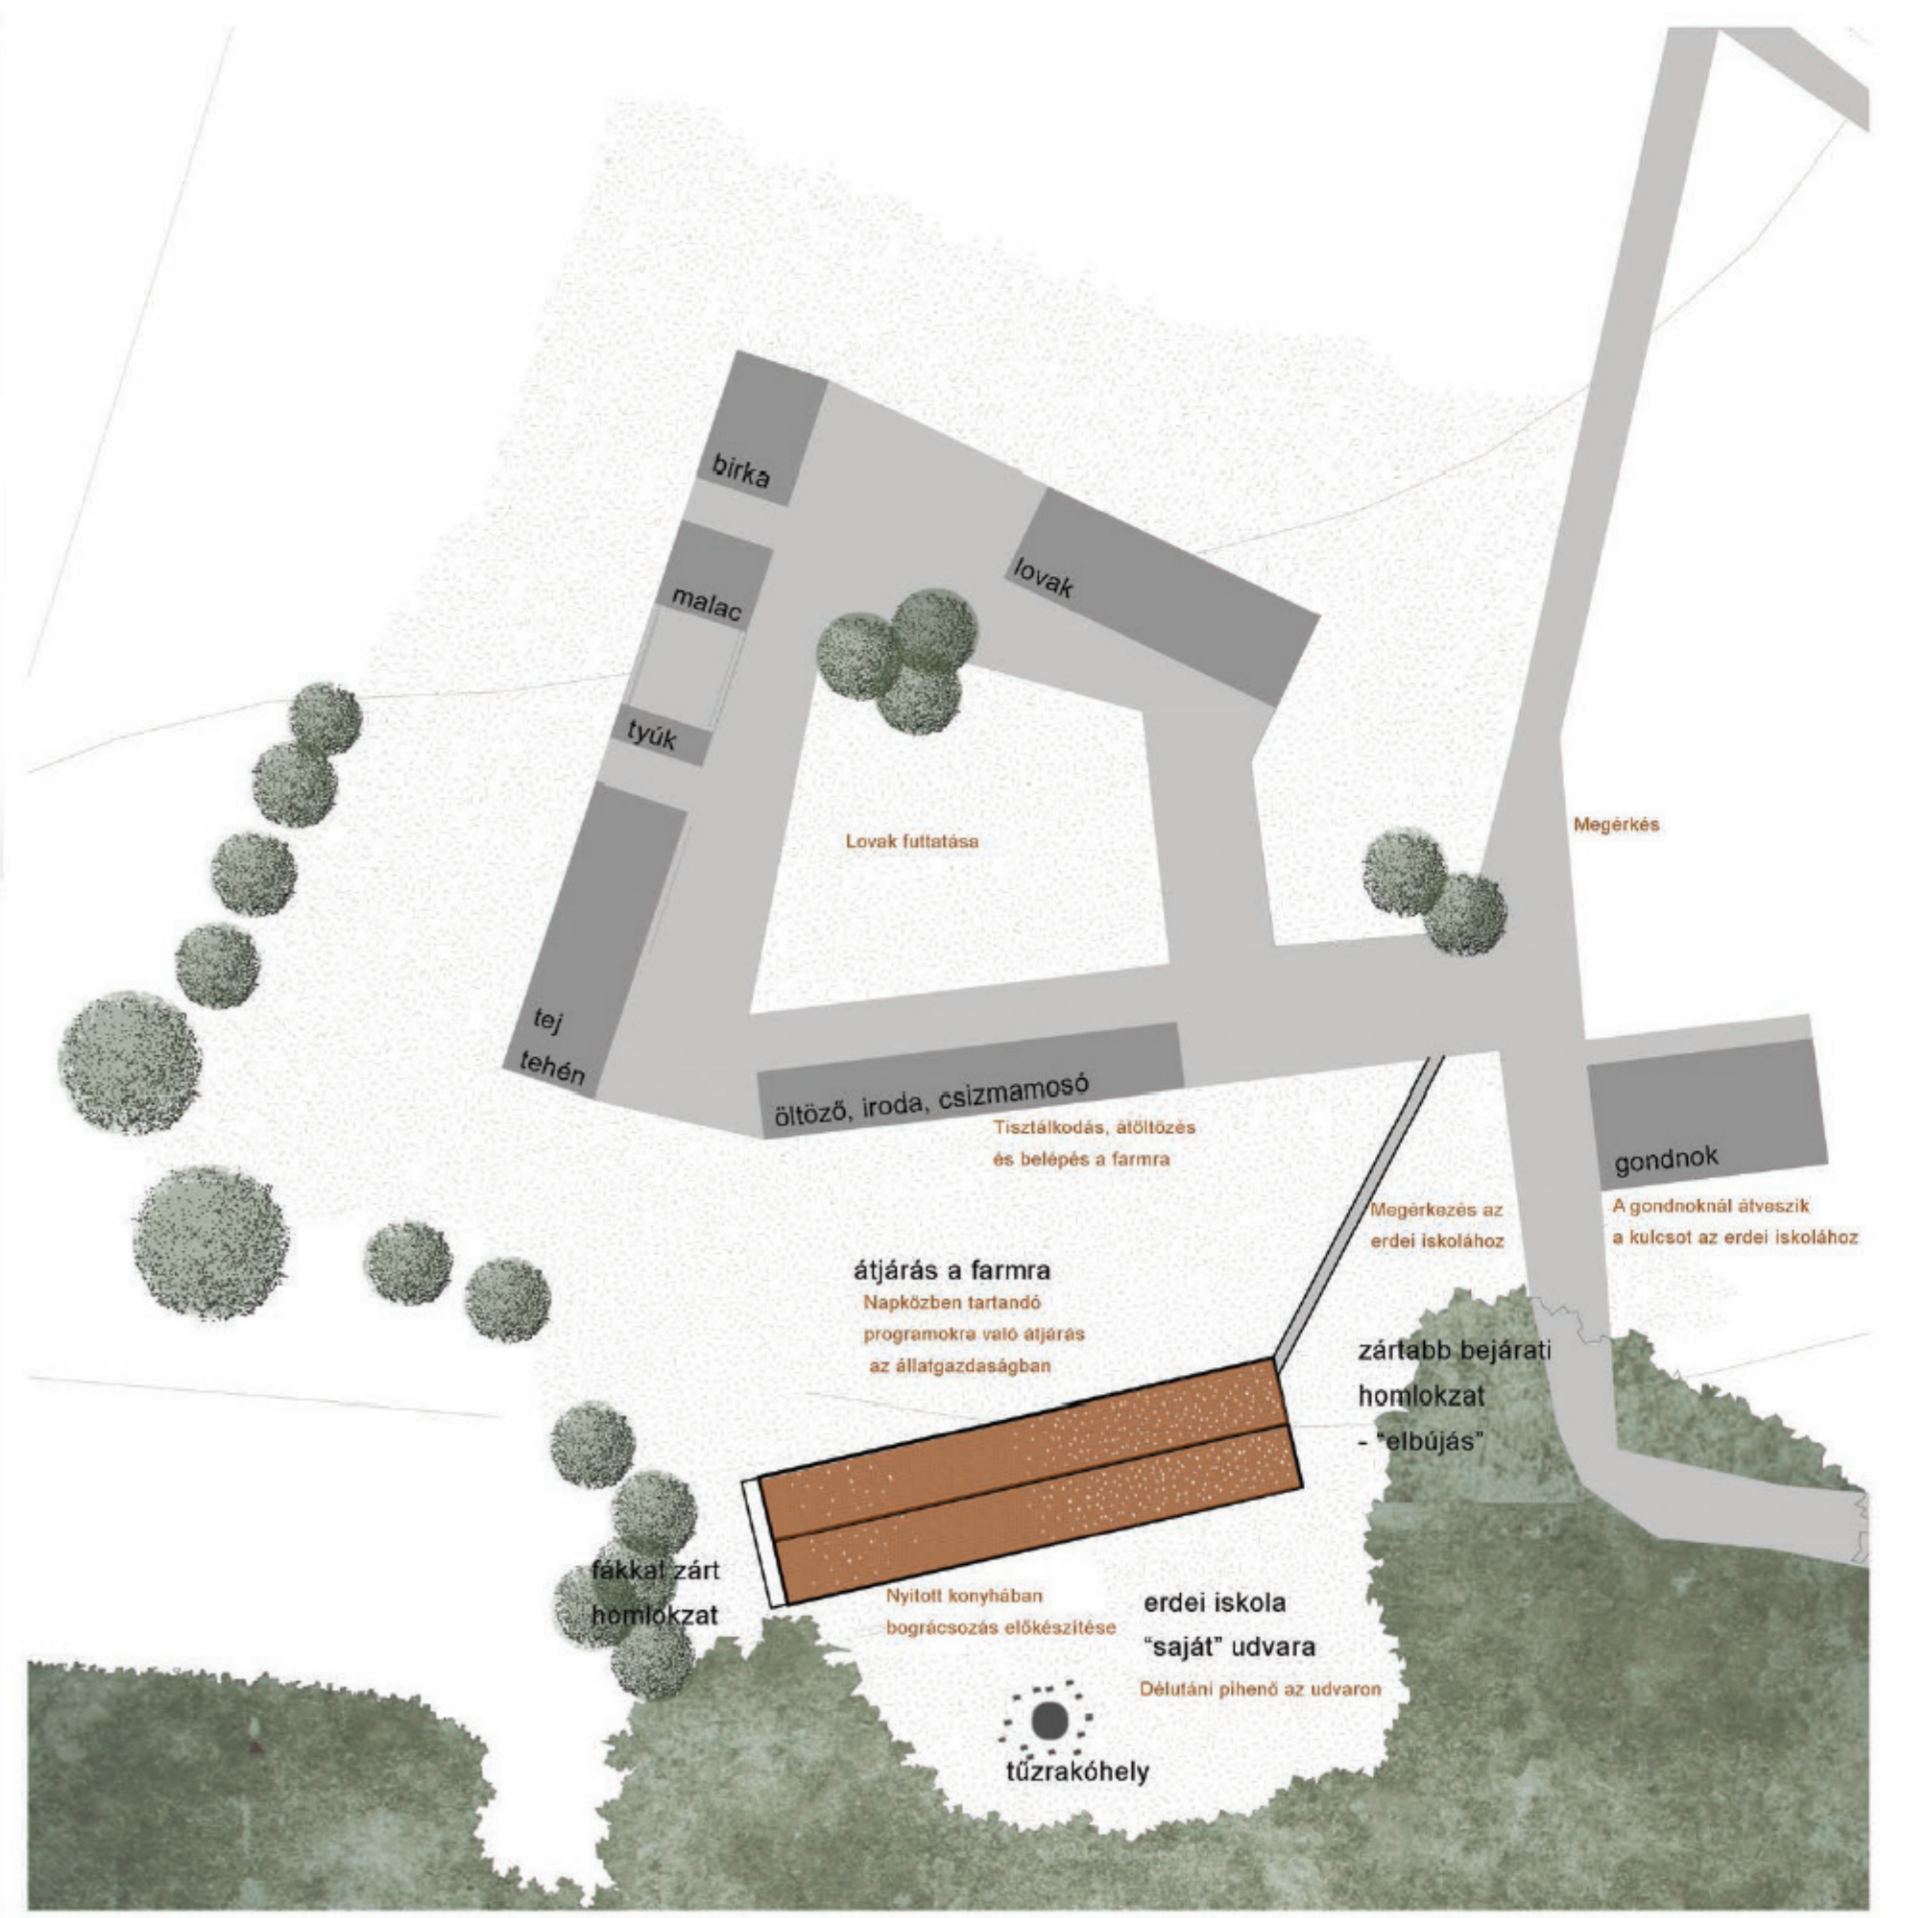 birka
lovak
malac
tyúk
Lovak futtatása
Megérkés
tej
tehén
öltöző, iroda, csizmamosó
Tisztálkodás, átöltözés
és belépés a farmra
gondnok
A gondnoknál átveszik
a kulcsot az erdei iskolához
Megérkezés az
erdei iskolához
átjárás a farmra
Napközben tartandó
programokra való átjárás
az állatgazdaságban
zártabb bejárati
homlokzat
- “elbújás”
fákkal zárt
homlokzat
Nyitott konyhában
bográcsozás előkészítése
erdei iskola
“saját” udvara
Délutáni pihenő az udvaron
tűzrakóhely